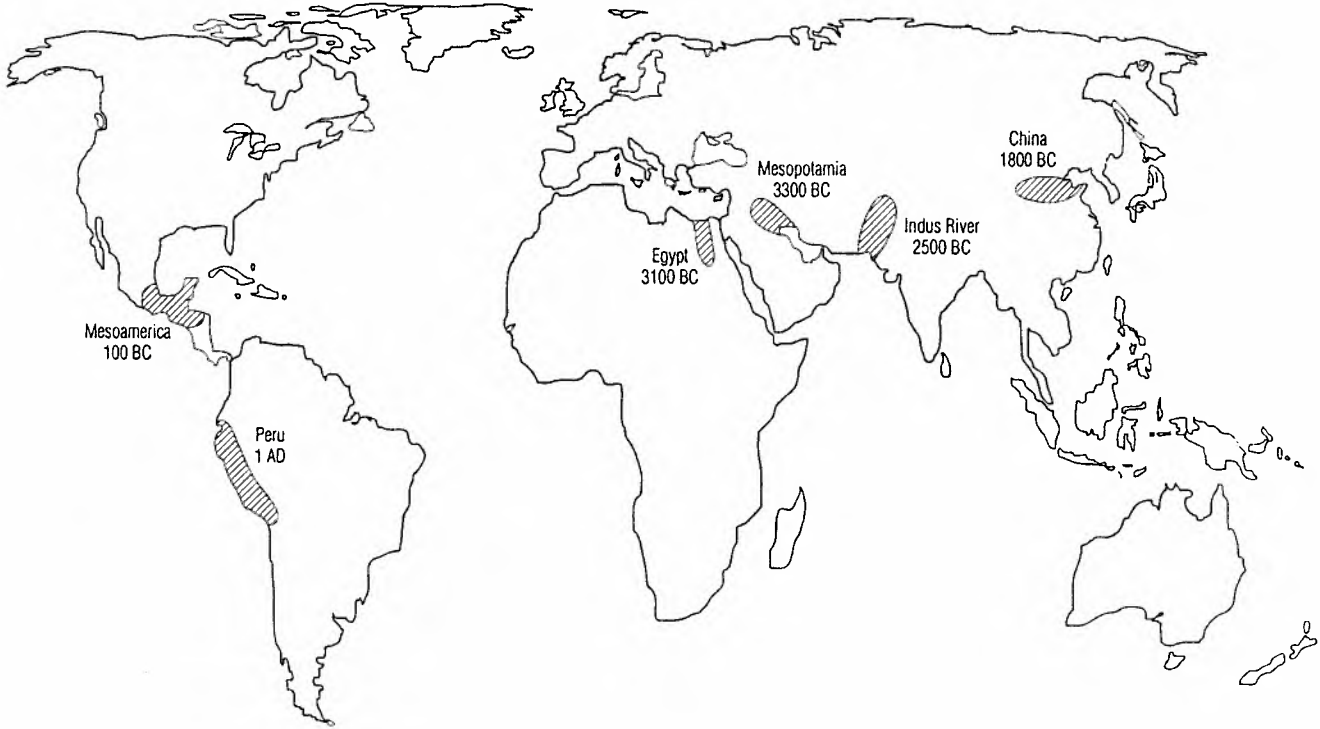 China
1800 BC
Mesopotamia
3300 BC
Indus River
2500 BC
Egypt
3100 BC
Mesoamerica
100 BC
Peru
1 AD